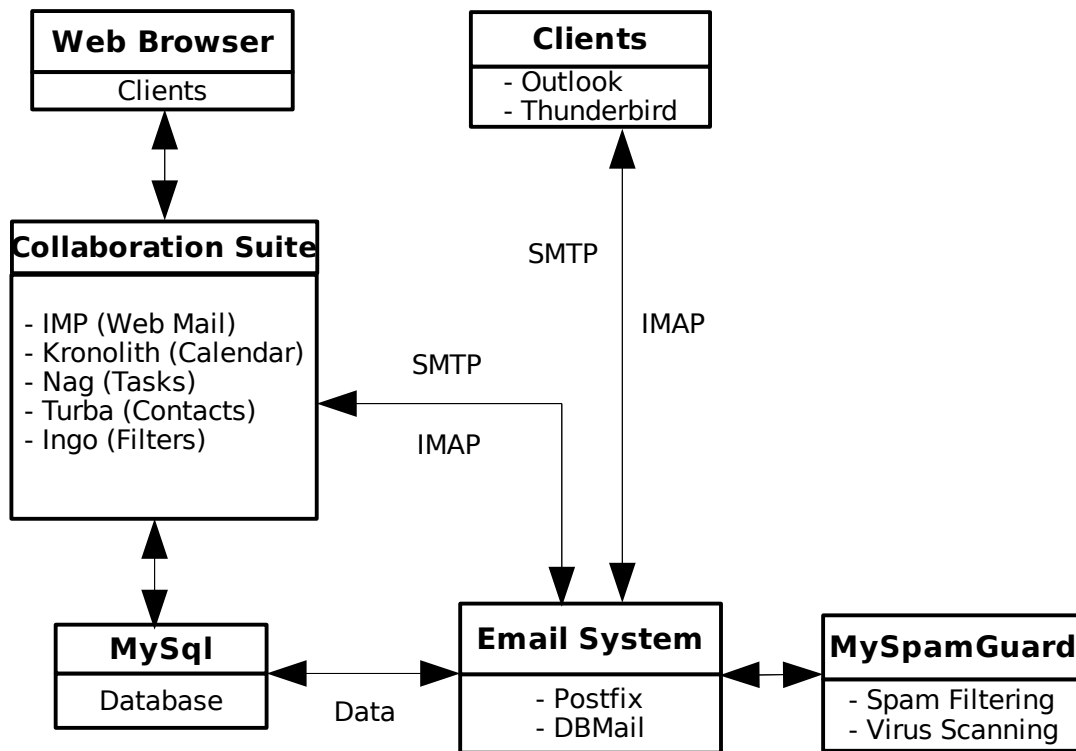 Web Browser
Clients
Clients
- Outlook
- Thunderbird
Collaboration Suite
- IMP (Web Mail)
- Kronolith (Calendar)
- Nag (Tasks)
- Turba (Contacts)
- Ingo (Filters)
SMTP
IMAP
SMTP
IMAP
MySql
Database
Data
Email System
- Postfix
- DBMail
MySpamGuard
- Spam Filtering
- Virus Scanning